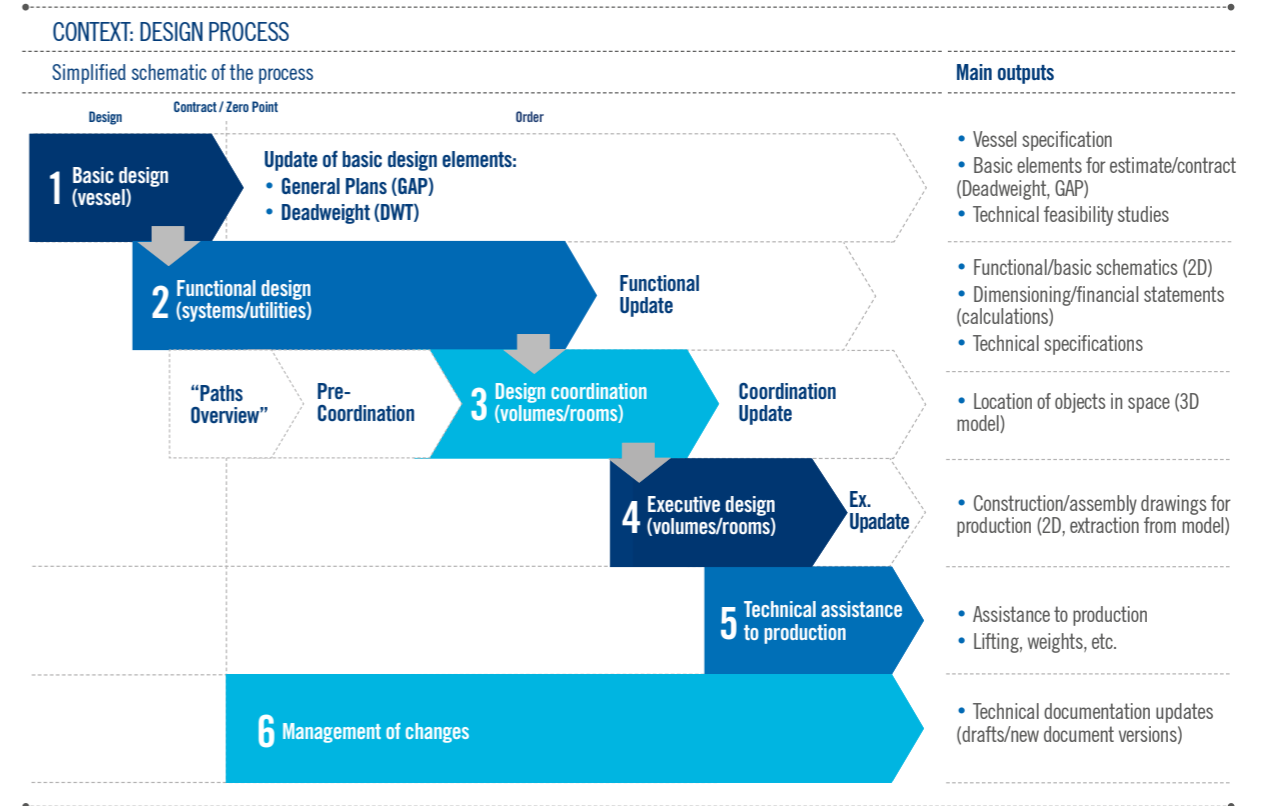 CONTEXT: DESIGN PROCESS
Simplified schematic of the process
Main outputs
Design
Contract / Zero Point
Order
1 Basic design
(vessel)
Update of basic design elements:
• General Plans (GAP)
• Deadweight (DWT)
• Vessel specification
• Basic elements for estimate/contract
(Deadweight, GAP)
• Technical feasibility studies
2 Functional design
(systems/utilities)
Functional
Update
• Functional/basic schematics (2D)
• Dimensioning/financial statements
(calculations)
• Technical specifications
“Paths
Overview”
Pre-
Coordination
3 Design coordination
(volumes/rooms)
Coordination
Update
• Location of objects in space (3D
model)
4 Executive design
(volumes/rooms)
Ex.
Upadate
• Construction/assembly drawings for
production (2D, extraction from model)
5 Technical assistance
to production
• Assistance to production
• Lifting, weights, etc.
6 Management of changes
• Technical documentation updates
(drafts/new document versions)